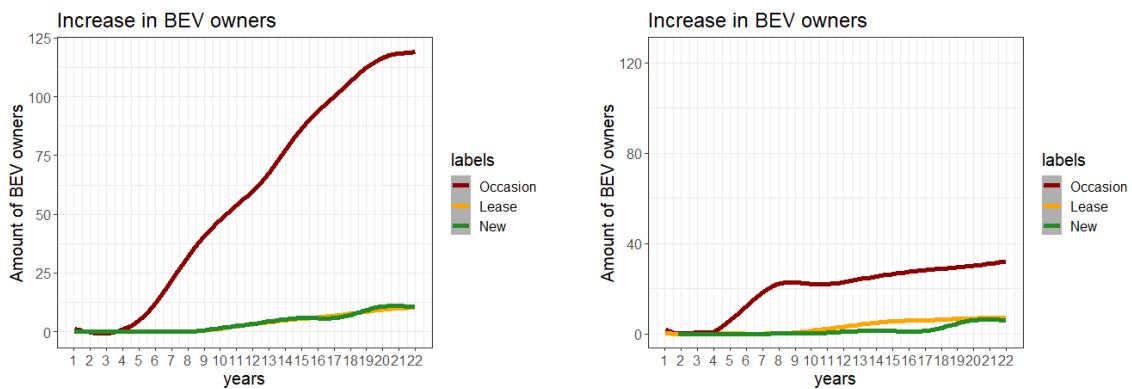 Increase in BEV owners
125
100
75
50
25
0
Amount of BEV owners
1 2 3 4 5 6 7 8 9 10 11 12 13 14 15 16 17 18 19 20 21 22
years
labels
Occasion
Lease
New
Increase in BEV owners
120
80
40
0
Amount of BEV owners
1 2 3 4 5 6 7 8 9 10 11 12 13 14 15 16 17 18 19 20 21 22
years
labels
Occasion
Lease
New